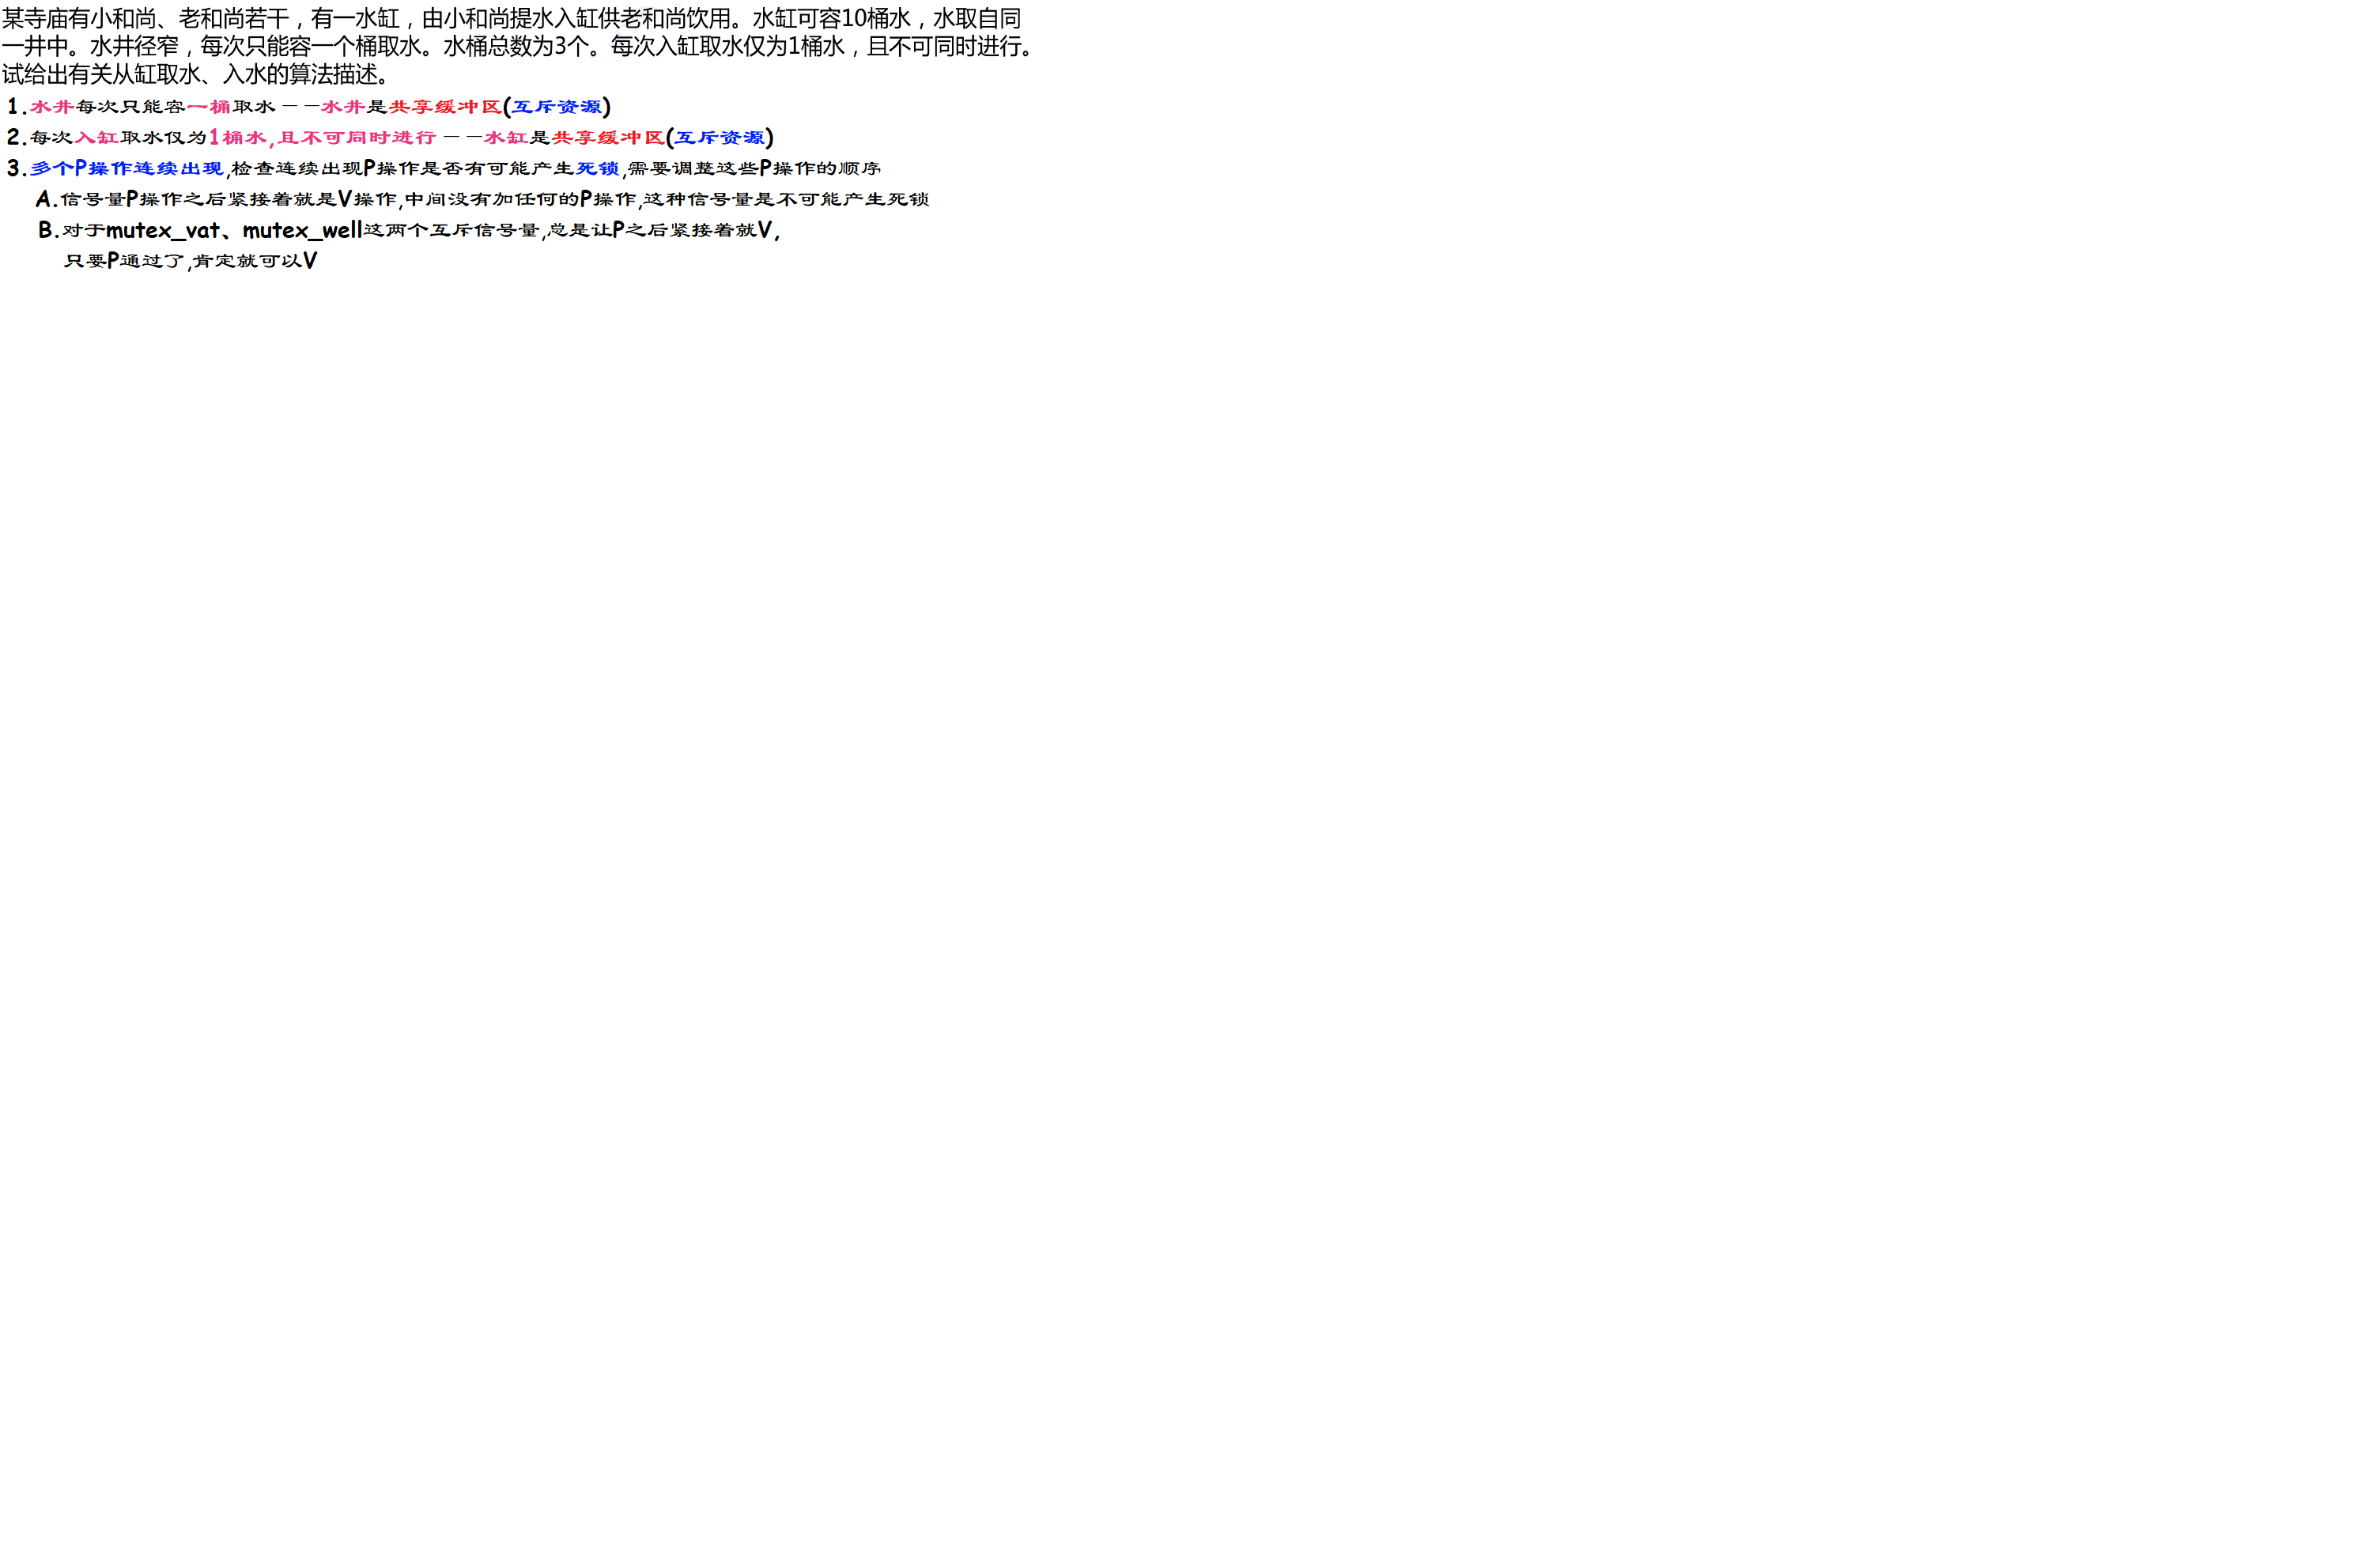 某寺庙有小和尚、老和尚若干，有一水缸，由小和尚提水入缸供老和尚饮用。水缸可容10桶水，水取自同
一井中。水井径窄，每次只能容一个桶取水。水桶总数为3个。每次入缸取水仅为1桶水，且不可同时进行。
试给出有关从缸取水、入水的算法描述。
1.水井每次只能容一桶取水——水井是共享缓冲区(互斥资源)
2.每次入缸取水仅为1桶水,且不可同时进行——水缸是共享缓冲区(互斥资源)
3.多个P操作连续出现,检查连续出现P操作是否有可能产生死锁,需要调整这些P操作的顺序
A.信号量P操作之后紧接着就是V操作,中间没有加任何的P操作,这种信号量是不可能产生死锁
B.对于mutex_vat、mutex_well这两个互斥信号量,总是让P之后紧接着就V,
只要P通过了,肯定就可以V